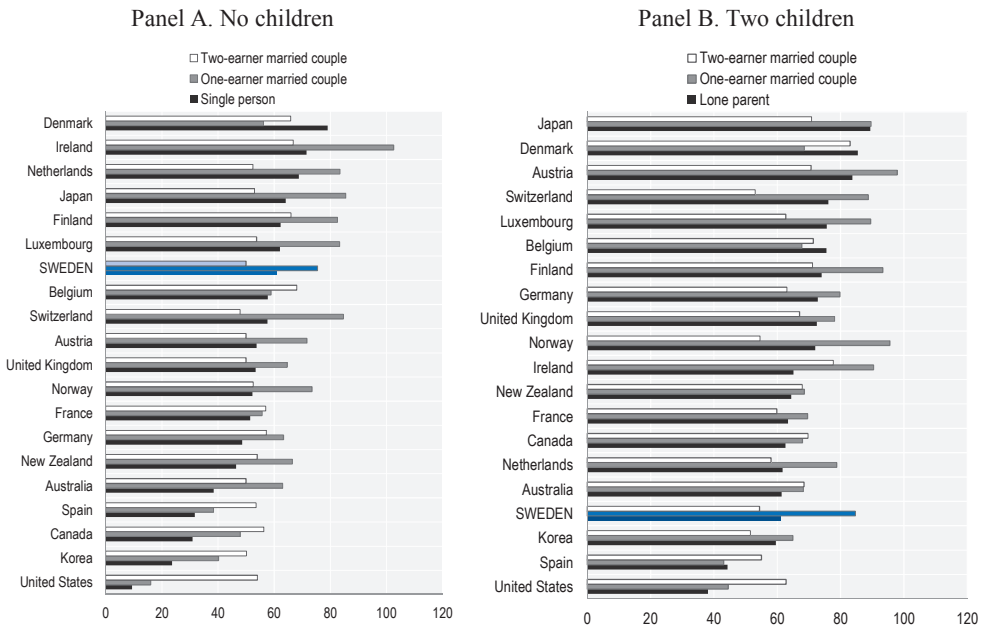 Panel A. No children
Two-earner married couple
One-earner married couple
Single person
Denmark
Ireland
Netherlands
Japan
Finland
Luxembourg
SWEDEN
Belgium
Switzerland
Austria
United Kingdom
Norway
France
Germany
New Zealand
Australia
Spain
Canada
Korea
United States
0 20 40 60 80 100 120
Panel B. Two children
Two-earner married couple
One-earner married couple
Lone parent
Japan
Denmark
Austria
Switzerland
Luxembourg
Belgium
Finland
Germany
United Kingdom
Norway
Ireland
New Zealand
France
Canada
Netherlands
Australia
SWEDEN
Korea
Spain
United States
0 20 40 60 80 100 120